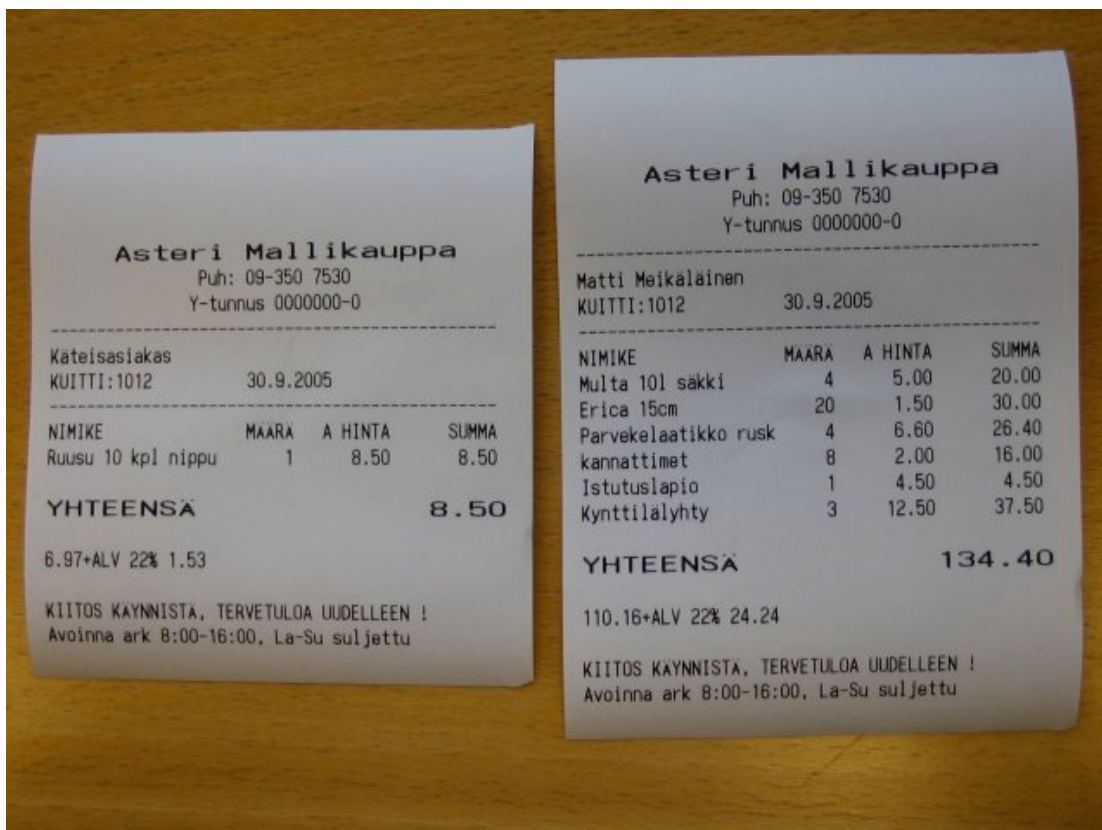 Asteri Mallikauppa
Puh: 09-350 7530
Y-tunnus 0000000-0
Käteisasiakas
KUITTI:1012 30.9.2005
NIMIKE MÄÄRÄ A HINTA SUMMA
Ruusu 10 kpl nippu 1 8.50 8.50
YHTEENSÄ 8.50
6.97+ALV 22% 1.53
KIITOS KÄYNNISTÄ, TERVETULOA UUDELLEEN !
Avoinna ark 8:00-16:00, La-Su suljettu
Asteri Mallikauppa
Puh: 09-350 7530
Y-tunnus 0000000-0
Matti Meikäläinen
KUITTI:1012 30.9.2005
NIMIKE MÄÄRÄ A HINTA SUMMA
Multa 10l säkki 4 5.00 20.00
Erica 15cm 20 1.50 30.00
Parvekelaatikko rusk 4 6.60 26.40
kannattimet 8 2.00 16.00
Istutuslapio 1 4.50 4.50
Kynttilälyhty 3 12.50 37.50
YHTEENSÄ 134.40
110.16+ALV 22% 24.24
KIITOS KÄYNNISTÄ, TERVETULOA UUDELLEEN !
Avoinna ark 8:00-16:00, La-Su suljettu